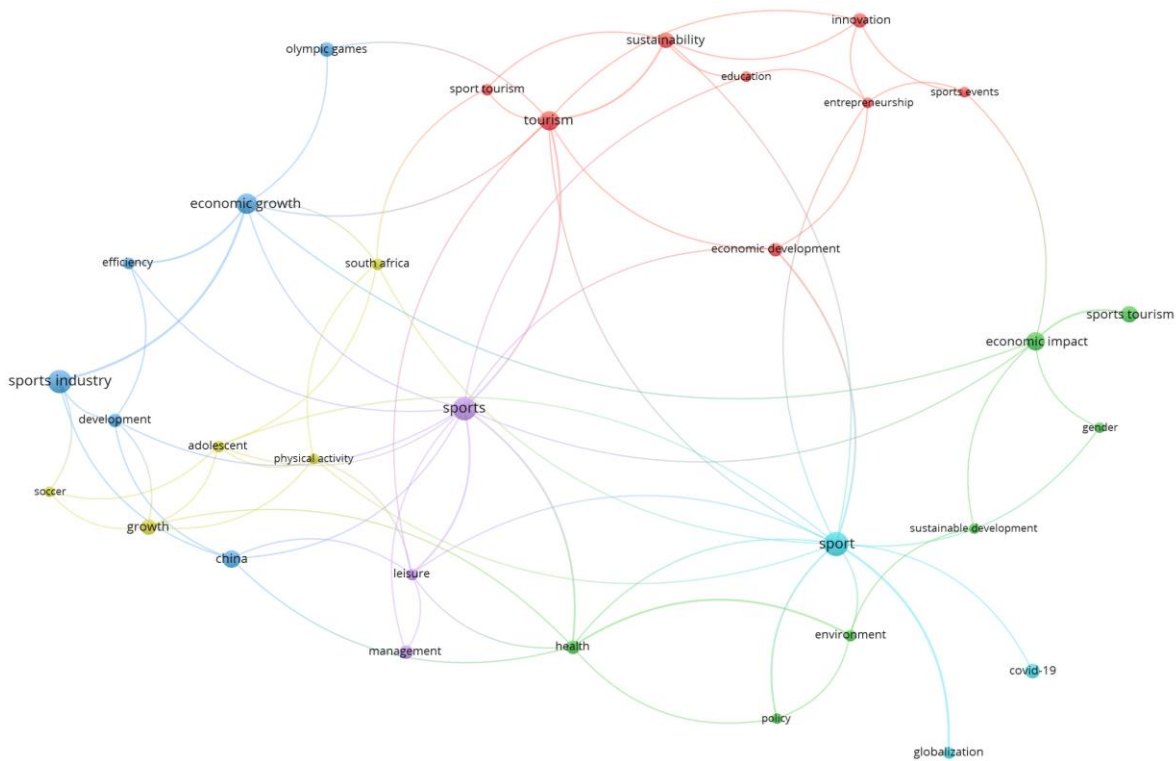 innovation
sustainability
olympic games
education
sport tourism
sports events
entrepreneurship
tourism
economic growth
economic development
efficiency
south africa
sports tourism
economic impact
sports industry
sports
development
gender
adolescent
physical activity
soccer
growth
sustainable development
sport
china
leisure
environment
health
management
covid-19
policy
globalization